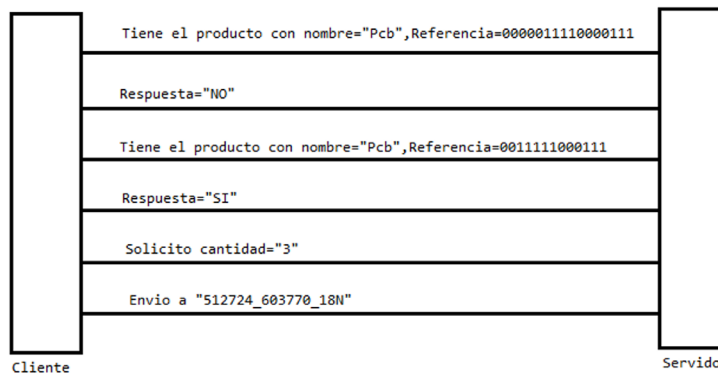 Tiene el producto con nombre="Pcb",Referencia=0000011110000111
Respuesta="NO"
Tiene el producto con nombre="Pcb",Referencia=0011111000111
Respuesta="SI"
Solicito cantidad="3"
Envio a "512724_603770_18N"
Cliente
Servido